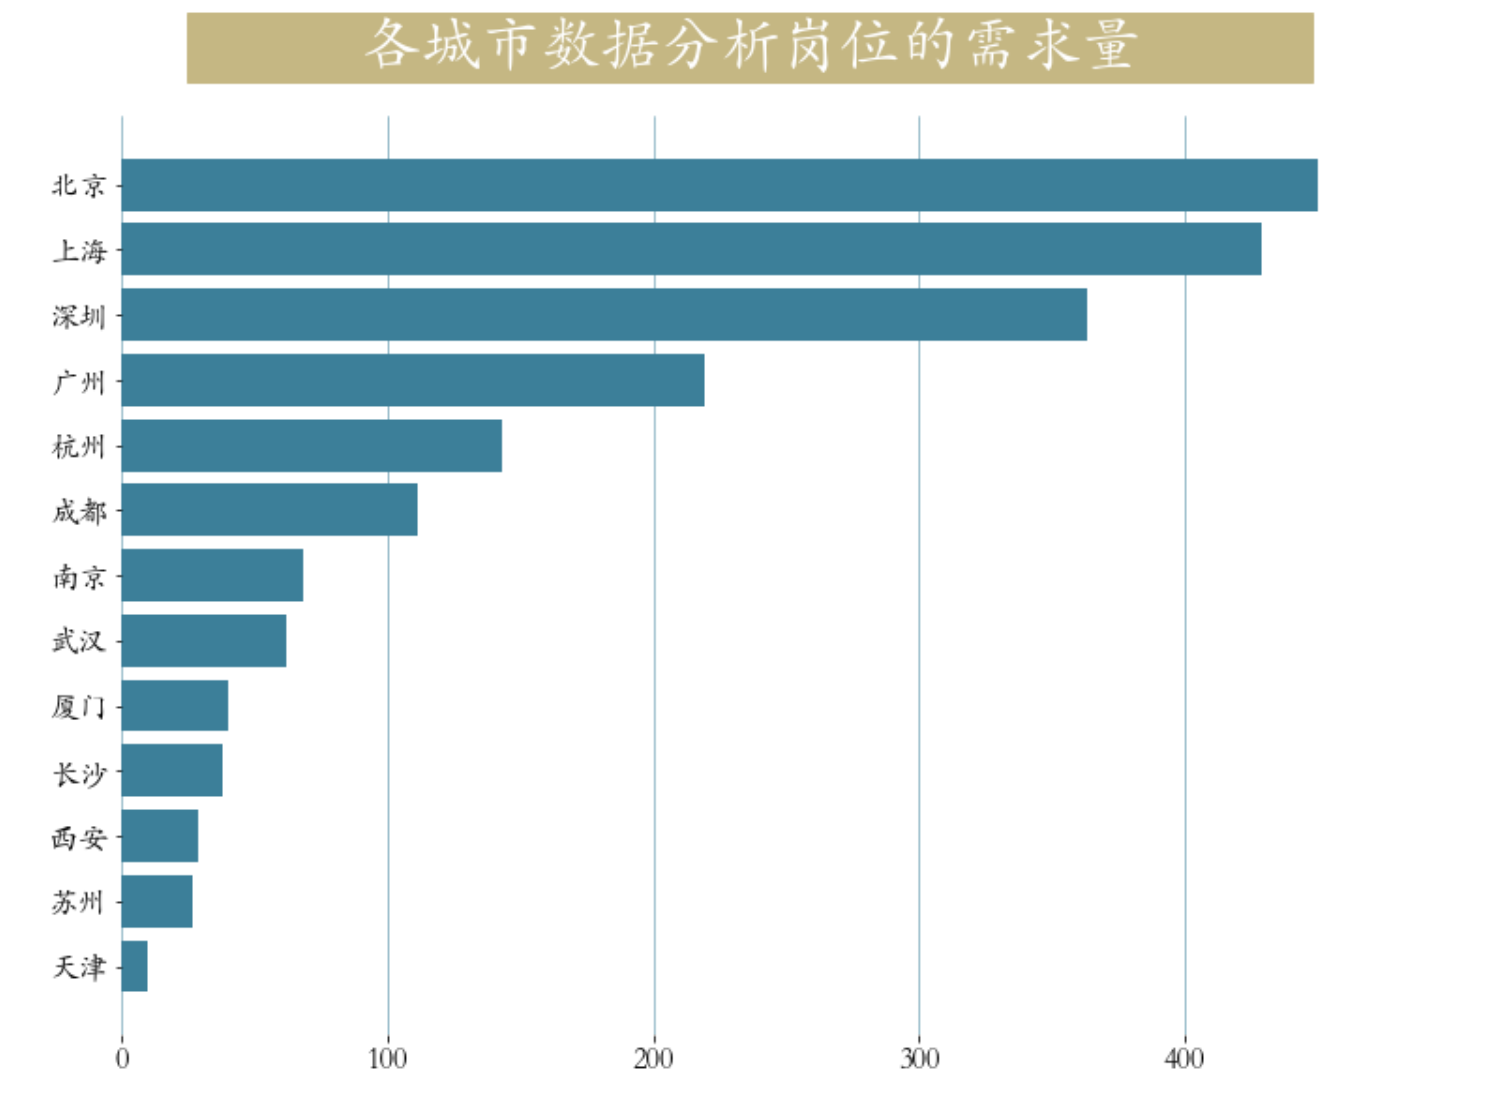 各城市数据分析岗位的需求量
北京
上海
深圳
广州
杭州
成都
南京
武汉
厦门
长沙
西安
苏州
天津
0 100 200 300 400